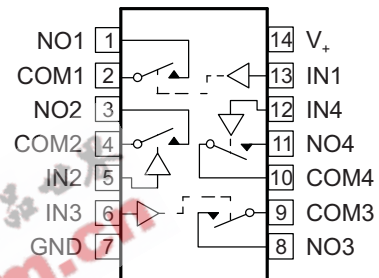 NO1 1
COM1 2
NO2 3
COM2 4
IN2 5
IN3 6
GND 7
14 V+
13 IN1
12 IN4
11 NO4
10 COM4
9 COM3
8 NO3